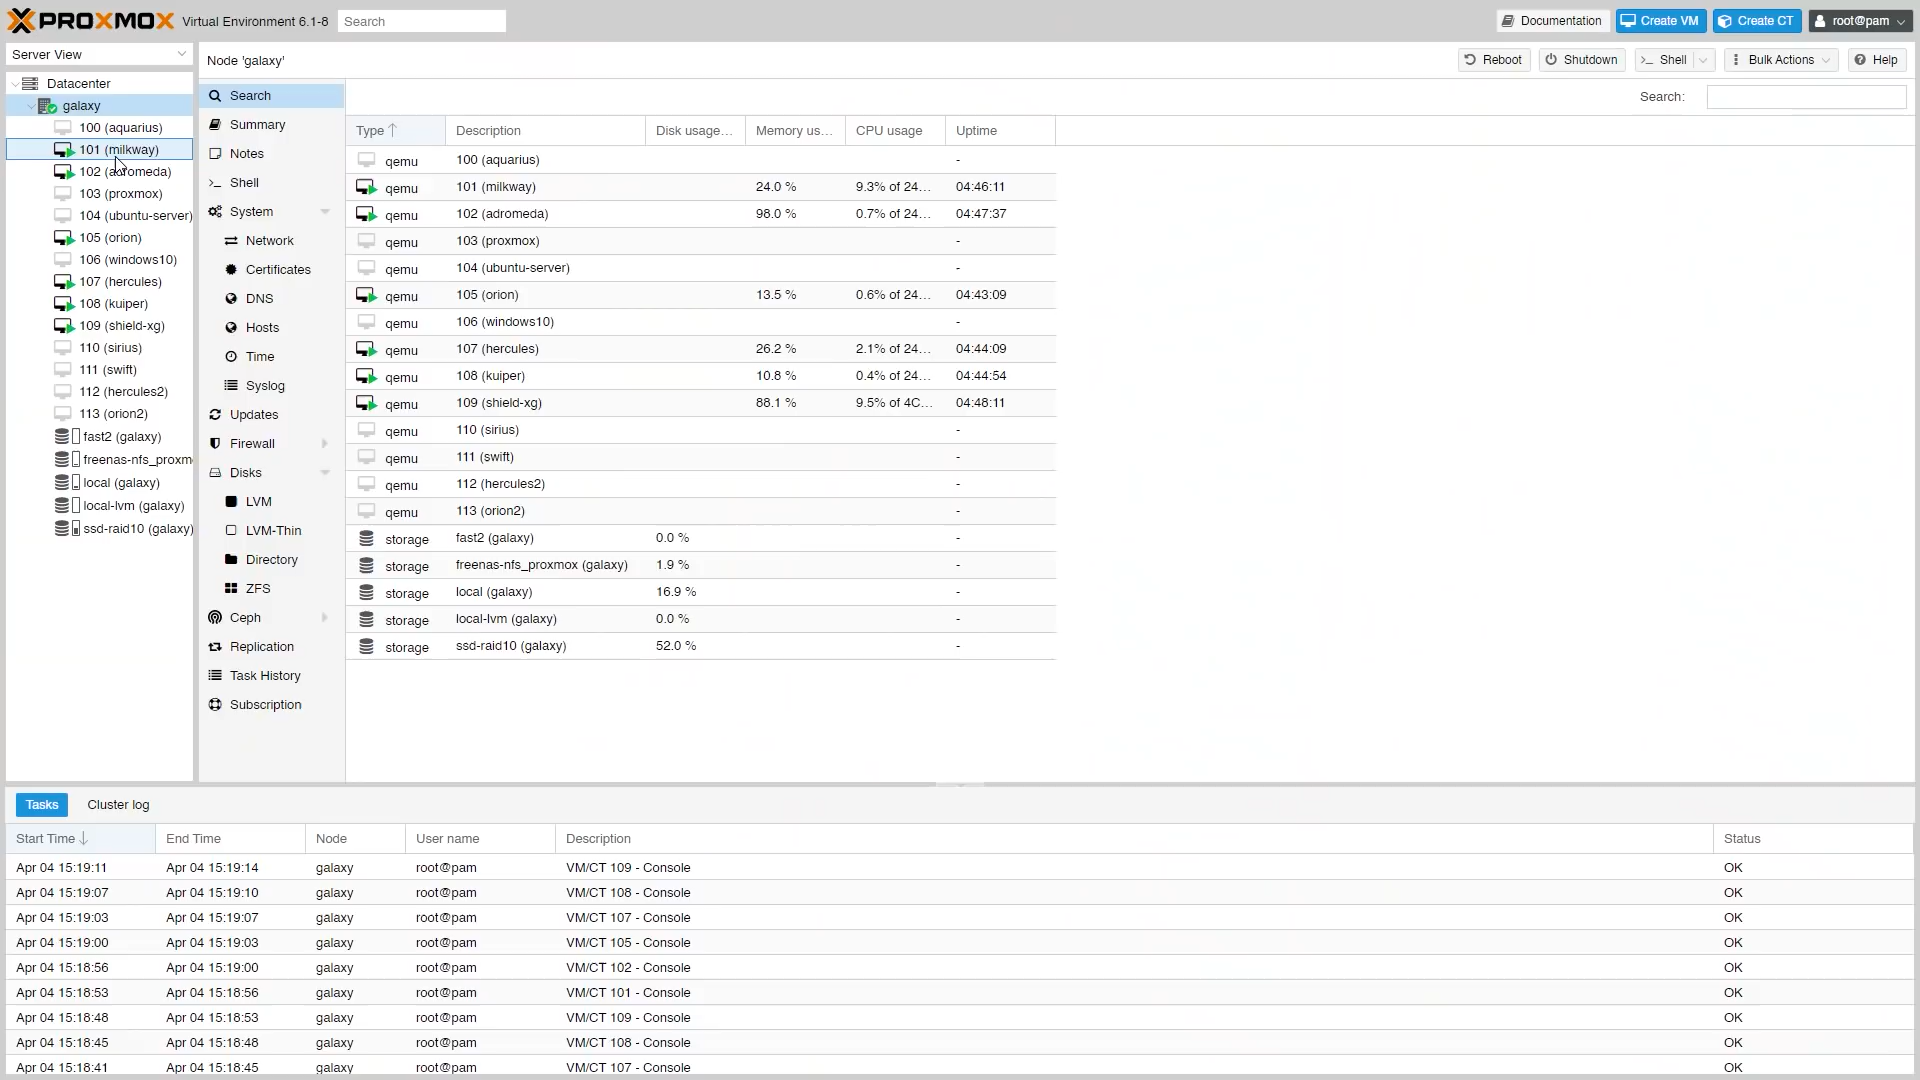 PROXMOX Virtual Environment 6.1-8 Search Documentation Create VM Create CT root@pam
Server View
Node 'galaxy' Reboot Shutdown Shell Bulk Actions Help
Datacenter
galaxy
100 (aquarius)
101 (milkway)
102 (adromeda)
103 (proxmox)
104 (ubuntu-server)
105 (orion)
106 (windows10)
107 (hercules)
108 (kuiper)
109 (shield-xg)
110 (sirius)
111 (swift)
112 (hercules2)
113 (orion2)
fast2 (galaxy)
freenas-nfs_proxm
local (galaxy)
local-lvm (galaxy)
ssd-raid10 (galaxy)
Search
Summary
Notes
Shell
System
Network
Certificates
DNS
Hosts
Time
Syslog
Updates
Firewall
Disks
LVM
LVM-Thin
Directory
ZFS
Ceph
Replication
Task History
Subscription
Search:
Type Description Disk usage... Memory us... CPU usage Uptime
qemu 100 (aquarius) -
qemu 101 (milkway) 24.0 % 9.3% of 24... 04:46:11
qemu 102 (adromeda) 98.0 % 0.7% of 24... 04:47:37
qemu 103 (proxmox) -
qemu 104 (ubuntu-server) -
qemu 105 (orion) 13.5 % 0.6% of 24... 04:43:09
qemu 106 (windows10) -
qemu 107 (hercules) 26.2 % 2.1% of 24... 04:44:09
qemu 108 (kuiper) 10.8 % 0.4% of 24... 04:44:54
qemu 109 (shield-xg) 88.1 % 9.5% of 4C... 04:48:11
qemu 110 (sirius) -
qemu 111 (swift) -
qemu 112 (hercules2) -
qemu 113 (orion2) -
storage fast2 (galaxy) 0.0 % -
storage freenas-nfs_proxmox (galaxy) 1.9 % -
storage local (galaxy) 16.9 % -
storage local-lvm (galaxy) 0.0 % -
storage ssd-raid10 (galaxy) 52.0 % -
Tasks Cluster log
Start Time End Time Node User name Description Status
Apr 04 15:19:11 Apr 04 15:19:14 galaxy root@pam VM/CT 109 - Console OK
Apr 04 15:19:07 Apr 04 15:19:10 galaxy root@pam VM/CT 108 - Console OK
Apr 04 15:19:03 Apr 04 15:19:07 galaxy root@pam VM/CT 107 - Console OK
Apr 04 15:19:00 Apr 04 15:19:03 galaxy root@pam VM/CT 105 - Console OK
Apr 04 15:18:56 Apr 04 15:19:00 galaxy root@pam VM/CT 102 - Console OK
Apr 04 15:18:53 Apr 04 15:18:56 galaxy root@pam VM/CT 101 - Console OK
Apr 04 15:18:48 Apr 04 15:18:53 galaxy root@pam VM/CT 109 - Console OK
Apr 04 15:18:45 Apr 04 15:18:48 galaxy root@pam VM/CT 108 - Console OK
Apr 04 15:18:41 Apr 04 15:18:45 galaxy root@pam VM/CT 107 - Console OK